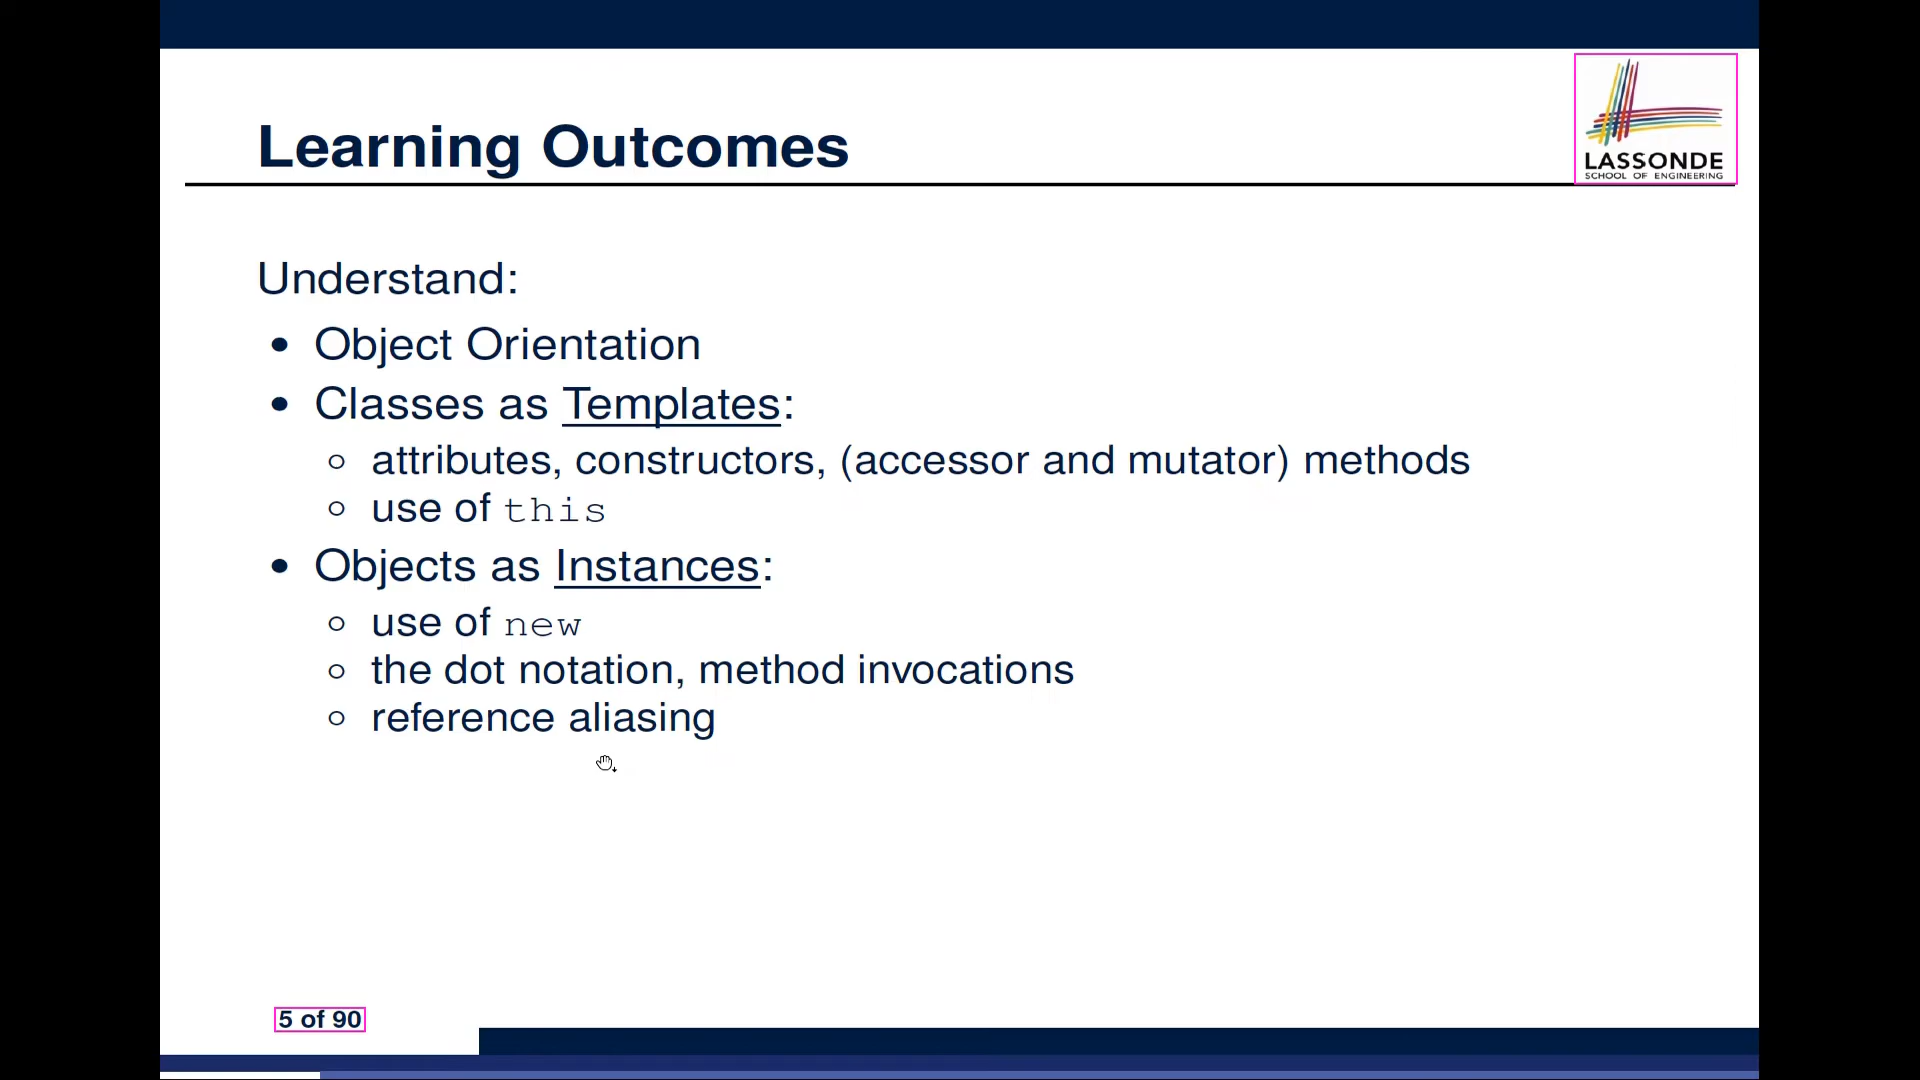 Learning Outcomes
LASSONDE
SCHOOL OF ENGINEERING
Understand:
• Object Orientation
• Classes as Templates:
○ attributes, constructors, (accessor and mutator) methods
○ use of this
• Objects as Instances:
○ use of new
○ the dot notation, method invocations
○ reference aliasing
5 of 90